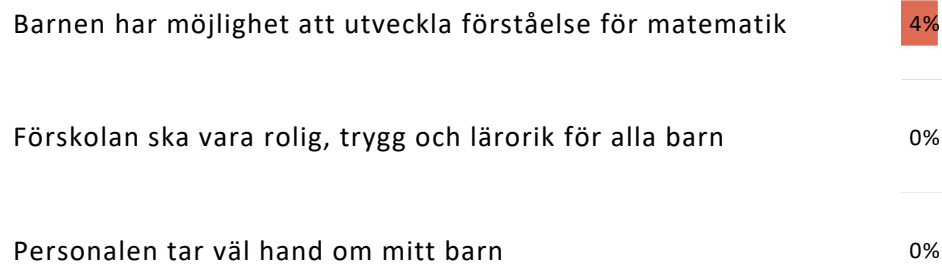 Barnen har möjlighet att utveckla förståelse för matematik 4%
Förskolan ska vara rolig, trygg och lärorik för alla barn 0%
Personalen tar väl hand om mitt barn 0%